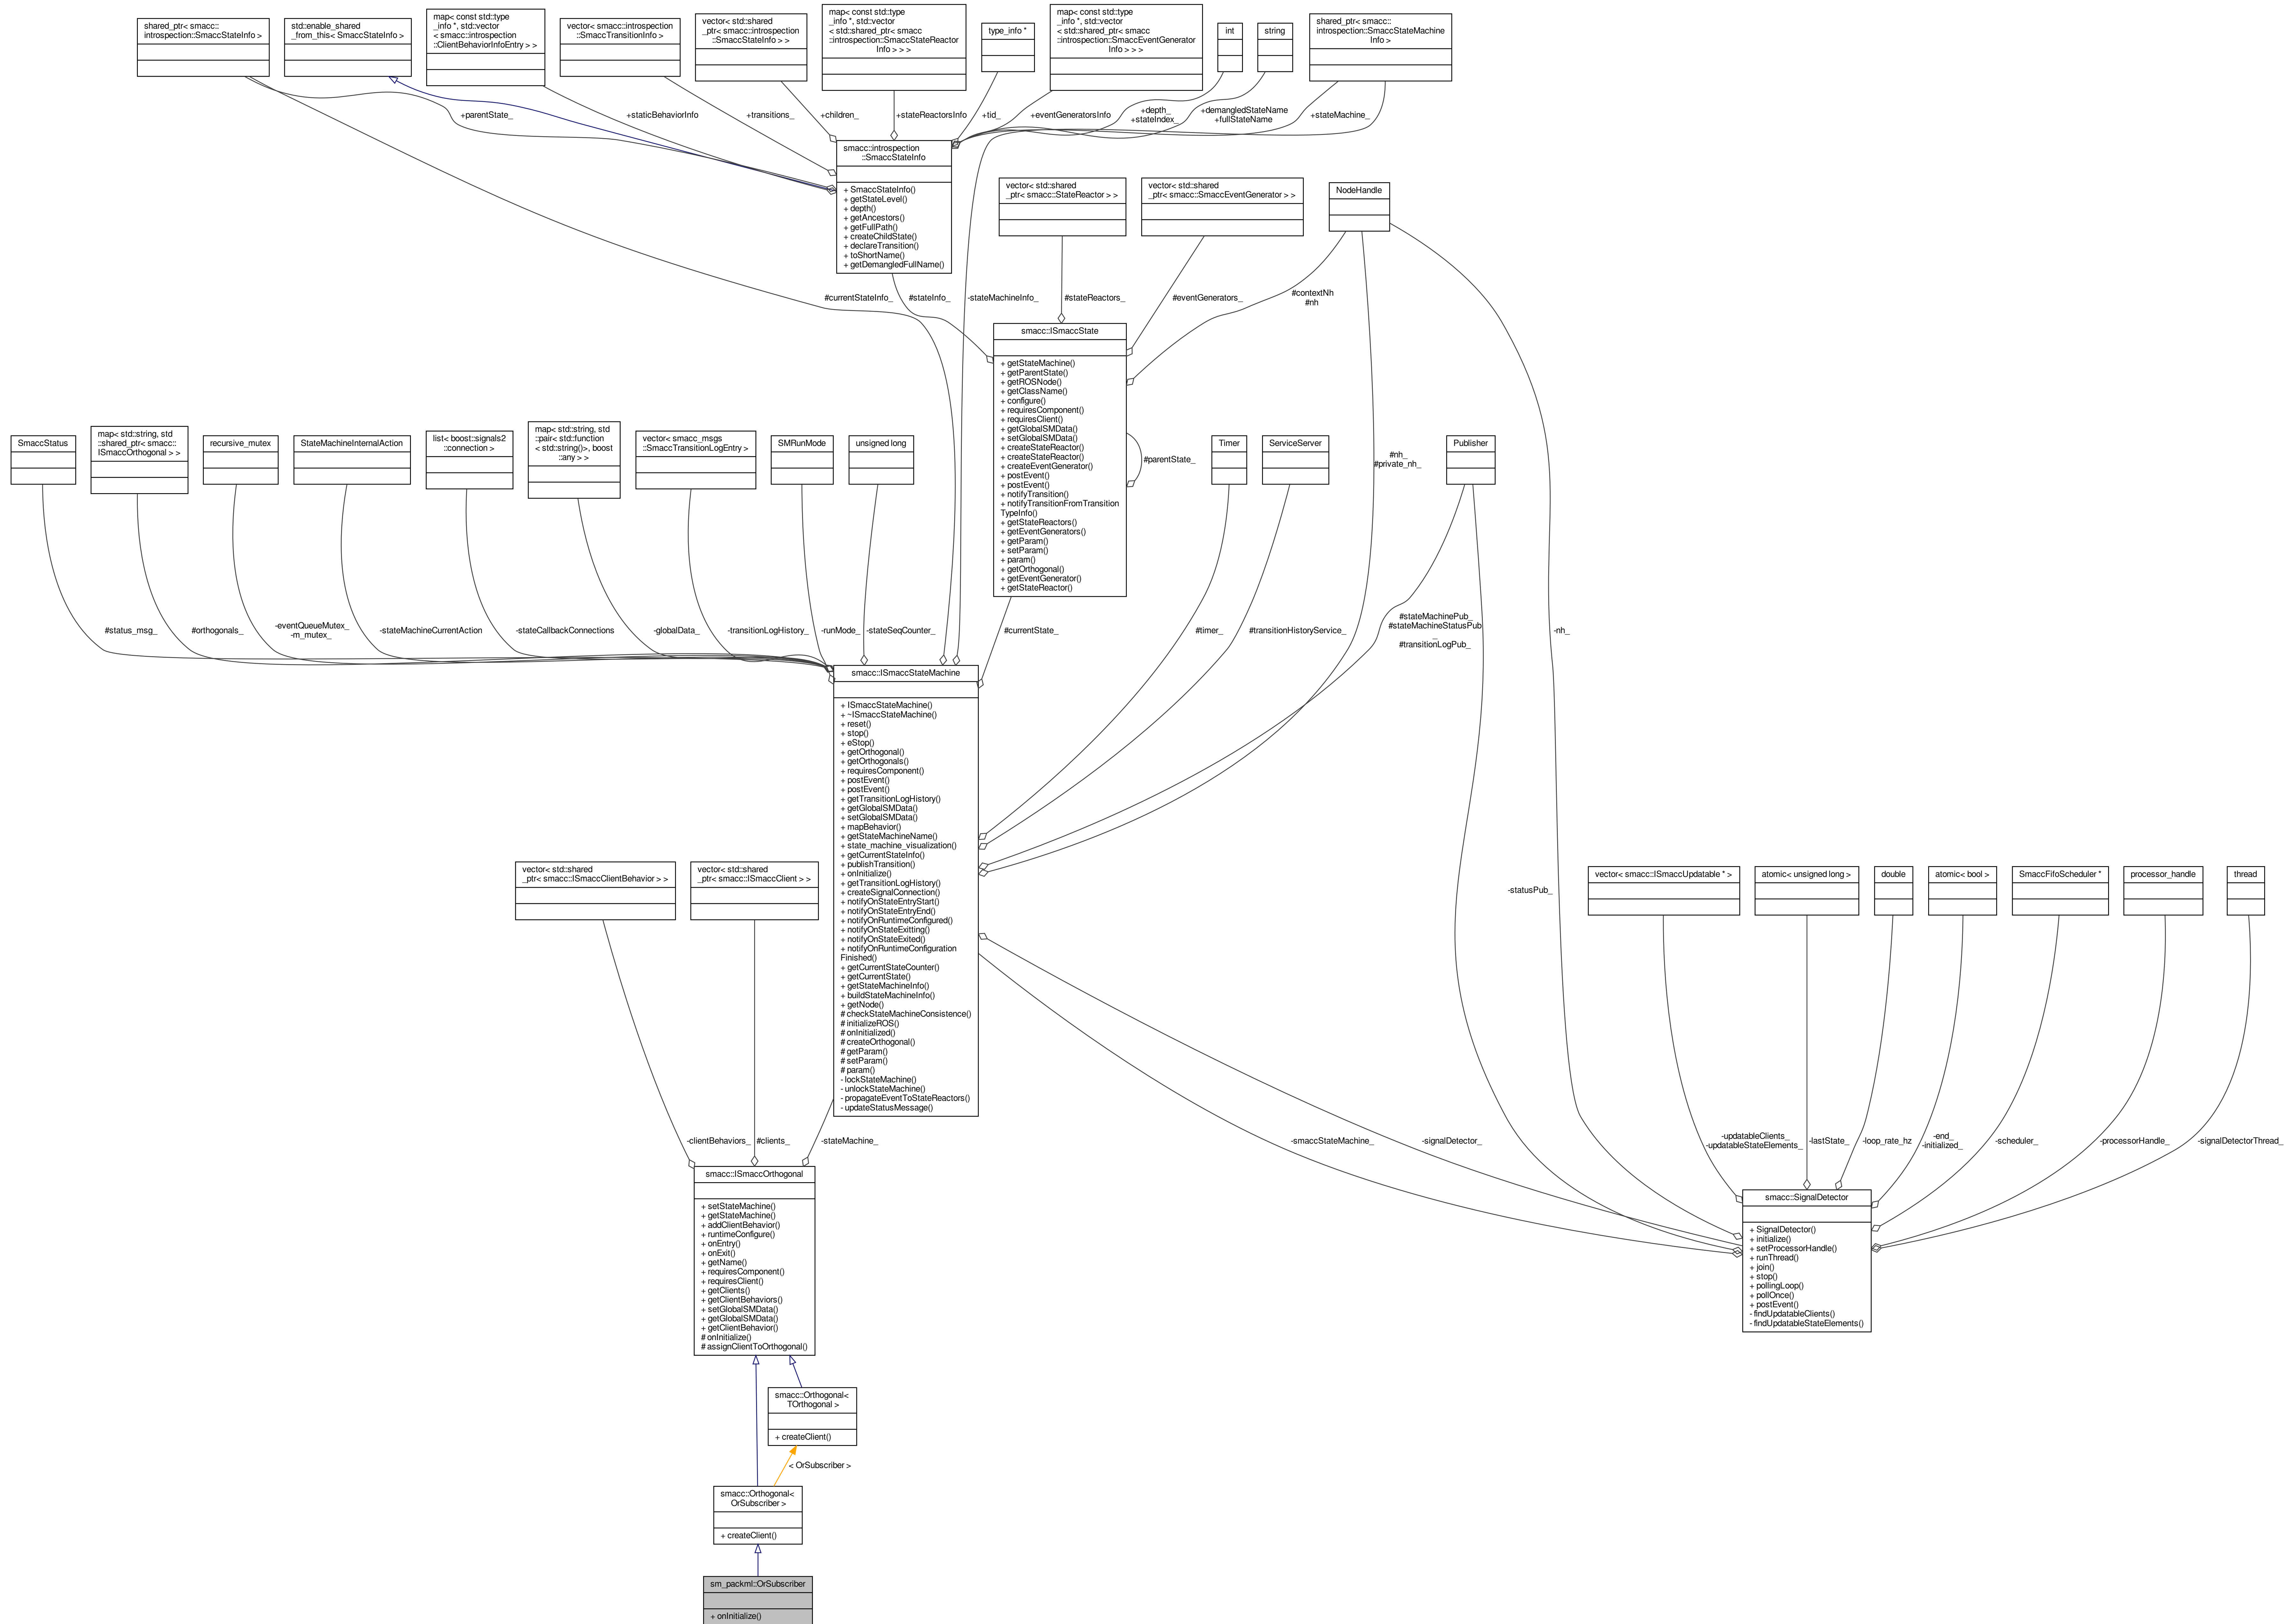 shared_ptr< smacc::
introspection::SmaccStateInfo >
std::enable_shared
_from_this< SmaccStateInfo >
map< const std::type
_info *, std::vector
< smacc::introspection
::ClientBehaviorInfoEntry > >
vector< smacc::introspection
::SmaccTransitionInfo >
vector< std::shared
_ptr< smacc::introspection
::SmaccStateInfo > >
map< const std::type
_info *, std::vector
< std::shared_ptr< smacc
::introspection::SmaccStateReactor
Info > > >
type_info *
map< const std::type
_info *, std::vector
< std::shared_ptr< smacc
::introspection::SmaccEventGenerator
Info > > >
int
string
shared_ptr< smacc::
introspection::SmaccStateMachine
Info >
+parentState_
+staticBehaviorInfo
+transitions_
+children_
+stateReactorsInfo
+tid_
+eventGeneratorsInfo
+depth_
+stateIndex_
+demangledStateName
+fullStateName
+stateMachine_
smacc::introspection
::SmaccStateInfo
+ SmaccStateInfo()
+ getStateLevel()
+ depth()
+ getAncestors()
+ getFullPath()
+ createChildState()
+ declareTransition()
+ toShortName()
+ getDemangledFullName()
vector< std::shared
_ptr< smacc::StateReactor > >
vector< std::shared
_ptr< smacc::SmaccEventGenerator > >
NodeHandle
#currentStateInfo_
#stateInfo_
-stateMachineInfo_
#stateReactors_
#eventGenerators_
#contextNh
#nh
smacc::ISmaccState
+ getStateMachine()
+ getParentState()
+ getROSNode()
+ getClassName()
+ configure()
+ requiresComponent()
+ requiresClient()
+ getGlobalSMData()
+ setGlobalSMData()
+ createStateReactor()
+ createStateReactor()
+ createEventGenerator()
+ postEvent()
+ postEvent()
+ notifyTransition()
+ notifyTransitionFromTransition
TypeInfo()
+ getStateReactors()
+ getEventGenerators()
+ getParam()
+ setParam()
+ param()
+ getOrthogonal()
+ getEventGenerator()
+ getStateReactor()
#parentState_
SmaccStatus
map< std::string, std
::shared_ptr< smacc::
ISmaccOrthogonal > >
recursive_mutex
StateMachineInternalAction
list< boost::signals2
::connection >
map< std::string, std
::pair< std::function
< std::string()>, boost
::any > >
vector< smacc_msgs
::SmaccTransitionLogEntry >
SMRunMode
unsigned long
Timer
ServiceServer
Publisher
#nh_
#private_nh_
#status_msg_
#orthogonals_
-eventQueueMutex_
-m_mutex_
-stateMachineCurrentAction
-stateCallbackConnections
-globalData_
-transitionLogHistory_
-runMode_
-stateSeqCounter_
#currentState_
#timer_
#transitionHistoryService_
#stateMachinePub_
#stateMachineStatusPub
_
#transitionLogPub_
-nh_
smacc::ISmaccStateMachine
+ ISmaccStateMachine()
+ ~ISmaccStateMachine()
+ reset()
+ stop()
+ eStop()
+ getOrthogonal()
+ getOrthogonals()
+ requiresComponent()
+ postEvent()
+ postEvent()
+ getTransitionLogHistory()
+ getGlobalSMData()
+ setGlobalSMData()
+ mapBehavior()
+ getStateMachineName()
+ state_machine_visualization()
+ getCurrentStateInfo()
+ publishTransition()
+ onInitialize()
+ getTransitionLogHistory()
+ createSignalConnection()
+ notifyOnStateEntryStart()
+ notifyOnStateEntryEnd()
+ notifyOnRuntimeConfigured()
+ notifyOnStateExitting()
+ notifyOnStateExited()
+ notifyOnRuntimeConfiguration
Finished()
+ getCurrentStateCounter()
+ getCurrentState()
+ getStateMachineInfo()
+ buildStateMachineInfo()
+ getNode()
# checkStateMachineConsistence()
# initializeROS()
# onInitialized()
# createOrthogonal()
# getParam()
# setParam()
# param()
- lockStateMachine()
- unlockStateMachine()
- propagateEventToStateReactors()
- updateStatusMessage()
vector< std::shared
_ptr< smacc::ISmaccClientBehavior > >
vector< std::shared
_ptr< smacc::ISmaccClient > >
-statusPub_
vector< smacc::ISmaccUpdatable * >
atomic< unsigned long >
double
atomic< bool >
SmaccFifoScheduler *
processor_handle
thread
-clientBehaviors_
#clients_
-stateMachine_
-smaccStateMachine_
-signalDetector_
-updatableClients_
-updatableStateElements_
-lastState_
-loop_rate_hz
-end_
-initialized_
-scheduler_
-processorHandle_
-signalDetectorThread_
smacc::ISmaccOrthogonal
+ setStateMachine()
+ getStateMachine()
+ addClientBehavior()
+ runtimeConfigure()
+ onEntry()
+ onExit()
+ getName()
+ requiresComponent()
+ requiresClient()
+ getClients()
+ getClientBehaviors()
+ setGlobalSMData()
+ getGlobalSMData()
+ getClientBehavior()
# onInitialize()
# assignClientToOrthogonal()
smacc::SignalDetector
+ SignalDetector()
+ initialize()
+ setProcessorHandle()
+ runThread()
+ join()
+ stop()
+ pollingLoop()
+ pollOnce()
+ postEvent()
- findUpdatableClients()
- findUpdatableStateElements()
smacc::Orthogonal<
TOrthogonal >
+ createClient()
< OrSubscriber >
smacc::Orthogonal<
OrSubscriber >
+ createClient()
sm_packml::OrSubscriber
+ onInitialize()